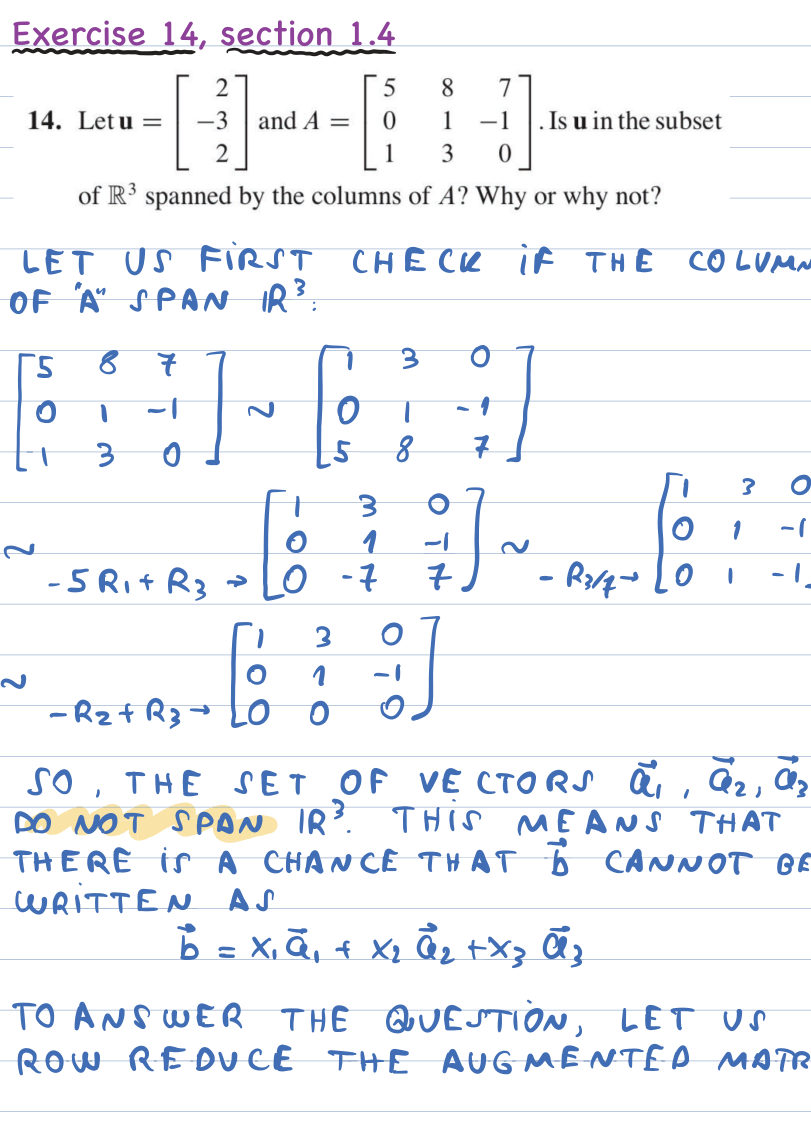 Exercise 14, section 1.4
14. Let u = [2 -3 2] and A = [5 8 7; 0 1 -1; 1 3 0]. Is u in the subset
of ℝ³ spanned by the columns of A? Why or why not?
LET US FIRST CHECK IF THE COLUMN
OF "A" SPAN ℝ³:
[5 8 7; 0 1 -1; 1 3 0] ~ [1 3 0; 0 1 -1; 5 8 7]
~ -5R₁ + R₃ → [1 3 0; 0 1 -1; 0 -7 7] ~ -R₃/7 → [1 3 0; 0 1 -1; 0 1 -1]
~ -R₂ + R₃ → [1 3 0; 0 1 -1; 0 0 0]
SO, THE SET OF VECTORS a⃗₁, a⃗₂, a⃗₃
DO NOT SPAN ℝ³. THIS MEANS THAT
THERE IS A CHANCE THAT b⃗ CANNOT BE
WRITTEN AS
b⃗ = x₁a⃗₁ + x₂a⃗₂ + x₃a⃗₃
TO ANSWER THE QUESTION, LET US
ROW REDUCE THE AUGMENTED MATR